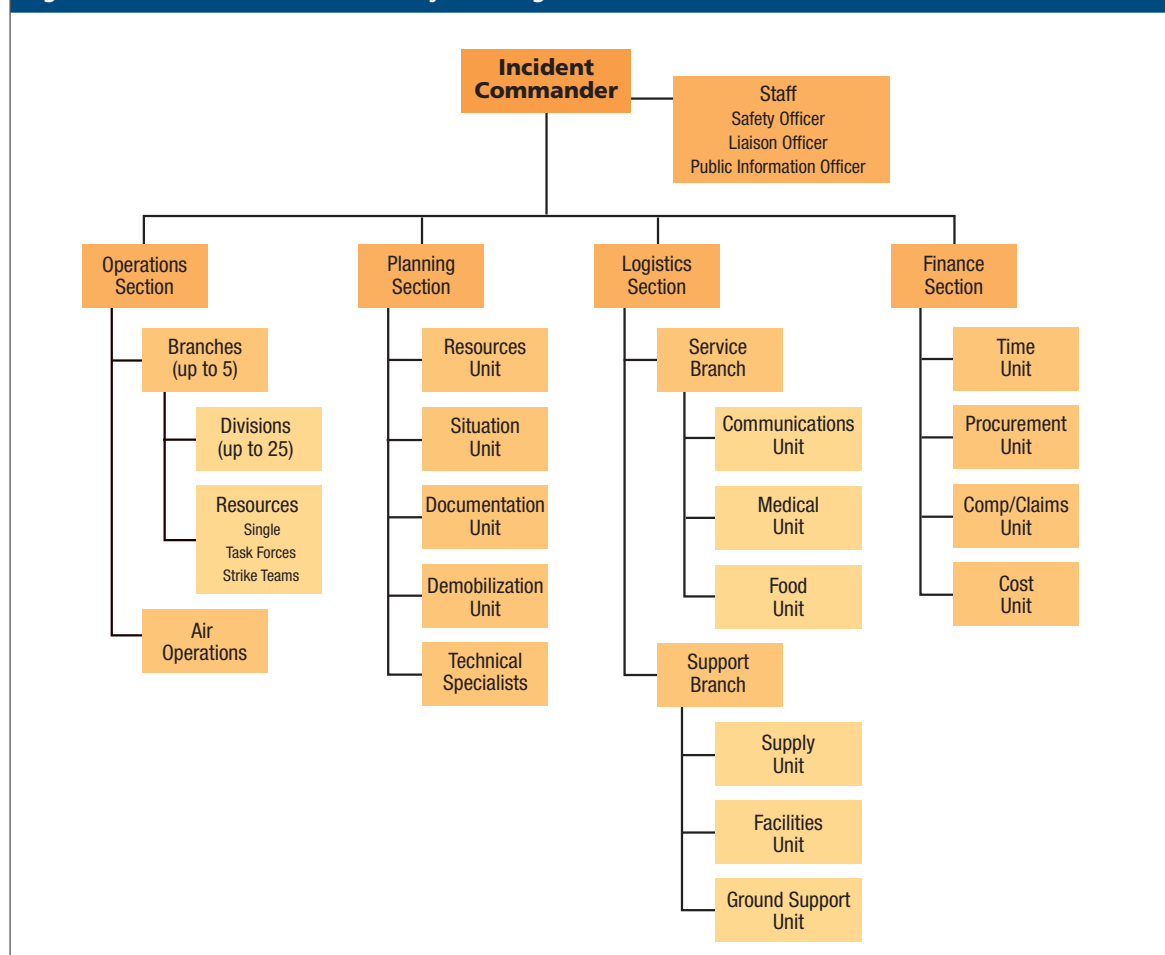 Incident
Commander
Staff
Safety Officer
Liaison Officer
Public Information Officer
Operations
Section
Branches
(up to 5)
Divisions
(up to 25)
Resources
Single
Task Forces
Strike Teams
Air
Operations
Planning
Section
Resources
Unit
Situation
Unit
Documentation
Unit
Demobilization
Unit
Technical
Specialists
Logistics
Section
Service
Branch
Communications
Unit
Medical
Unit
Food
Unit
Support
Branch
Supply
Unit
Facilities
Unit
Ground Support
Unit
Finance
Section
Time
Unit
Procurement
Unit
Comp/Claims
Unit
Cost
Unit